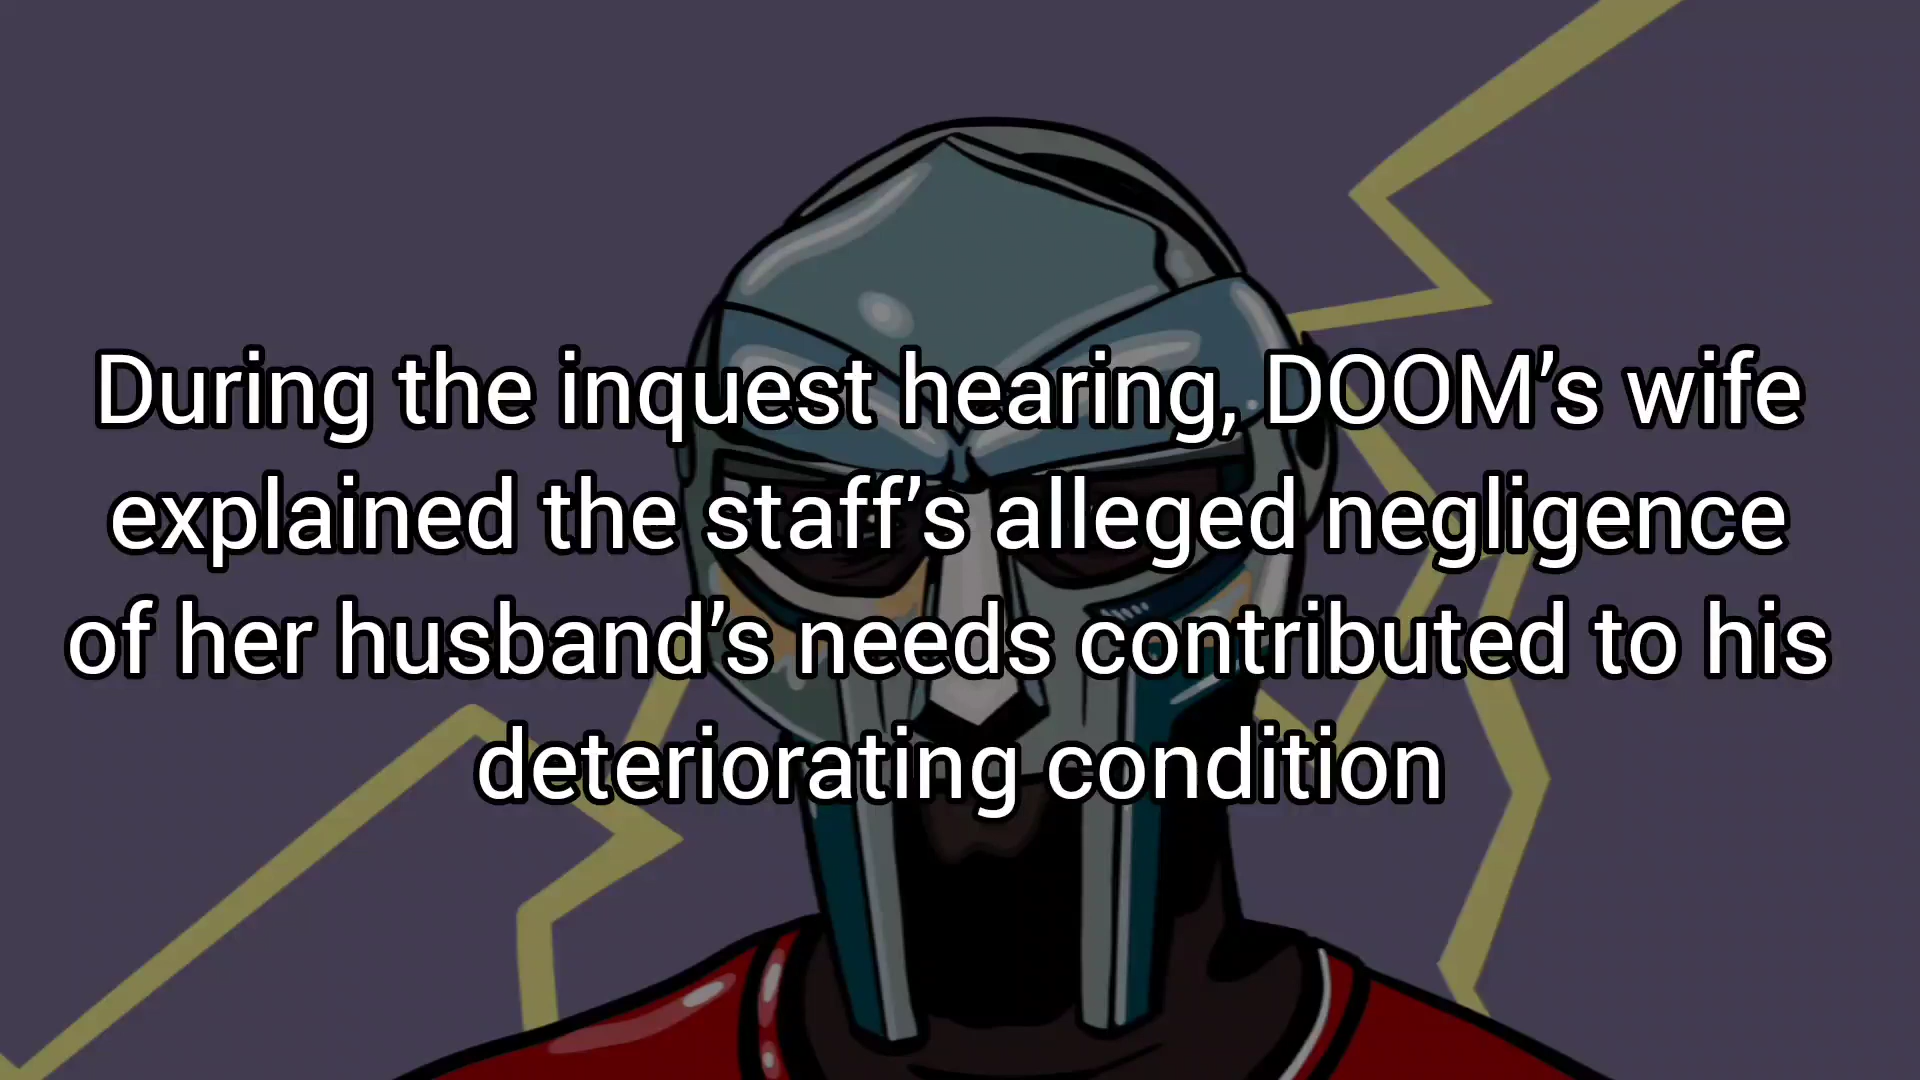 During the inquest hearing, DOOM’s wife
explained the staff’s alleged negligence
of her husband’s needs contributed to his
deteriorating condition